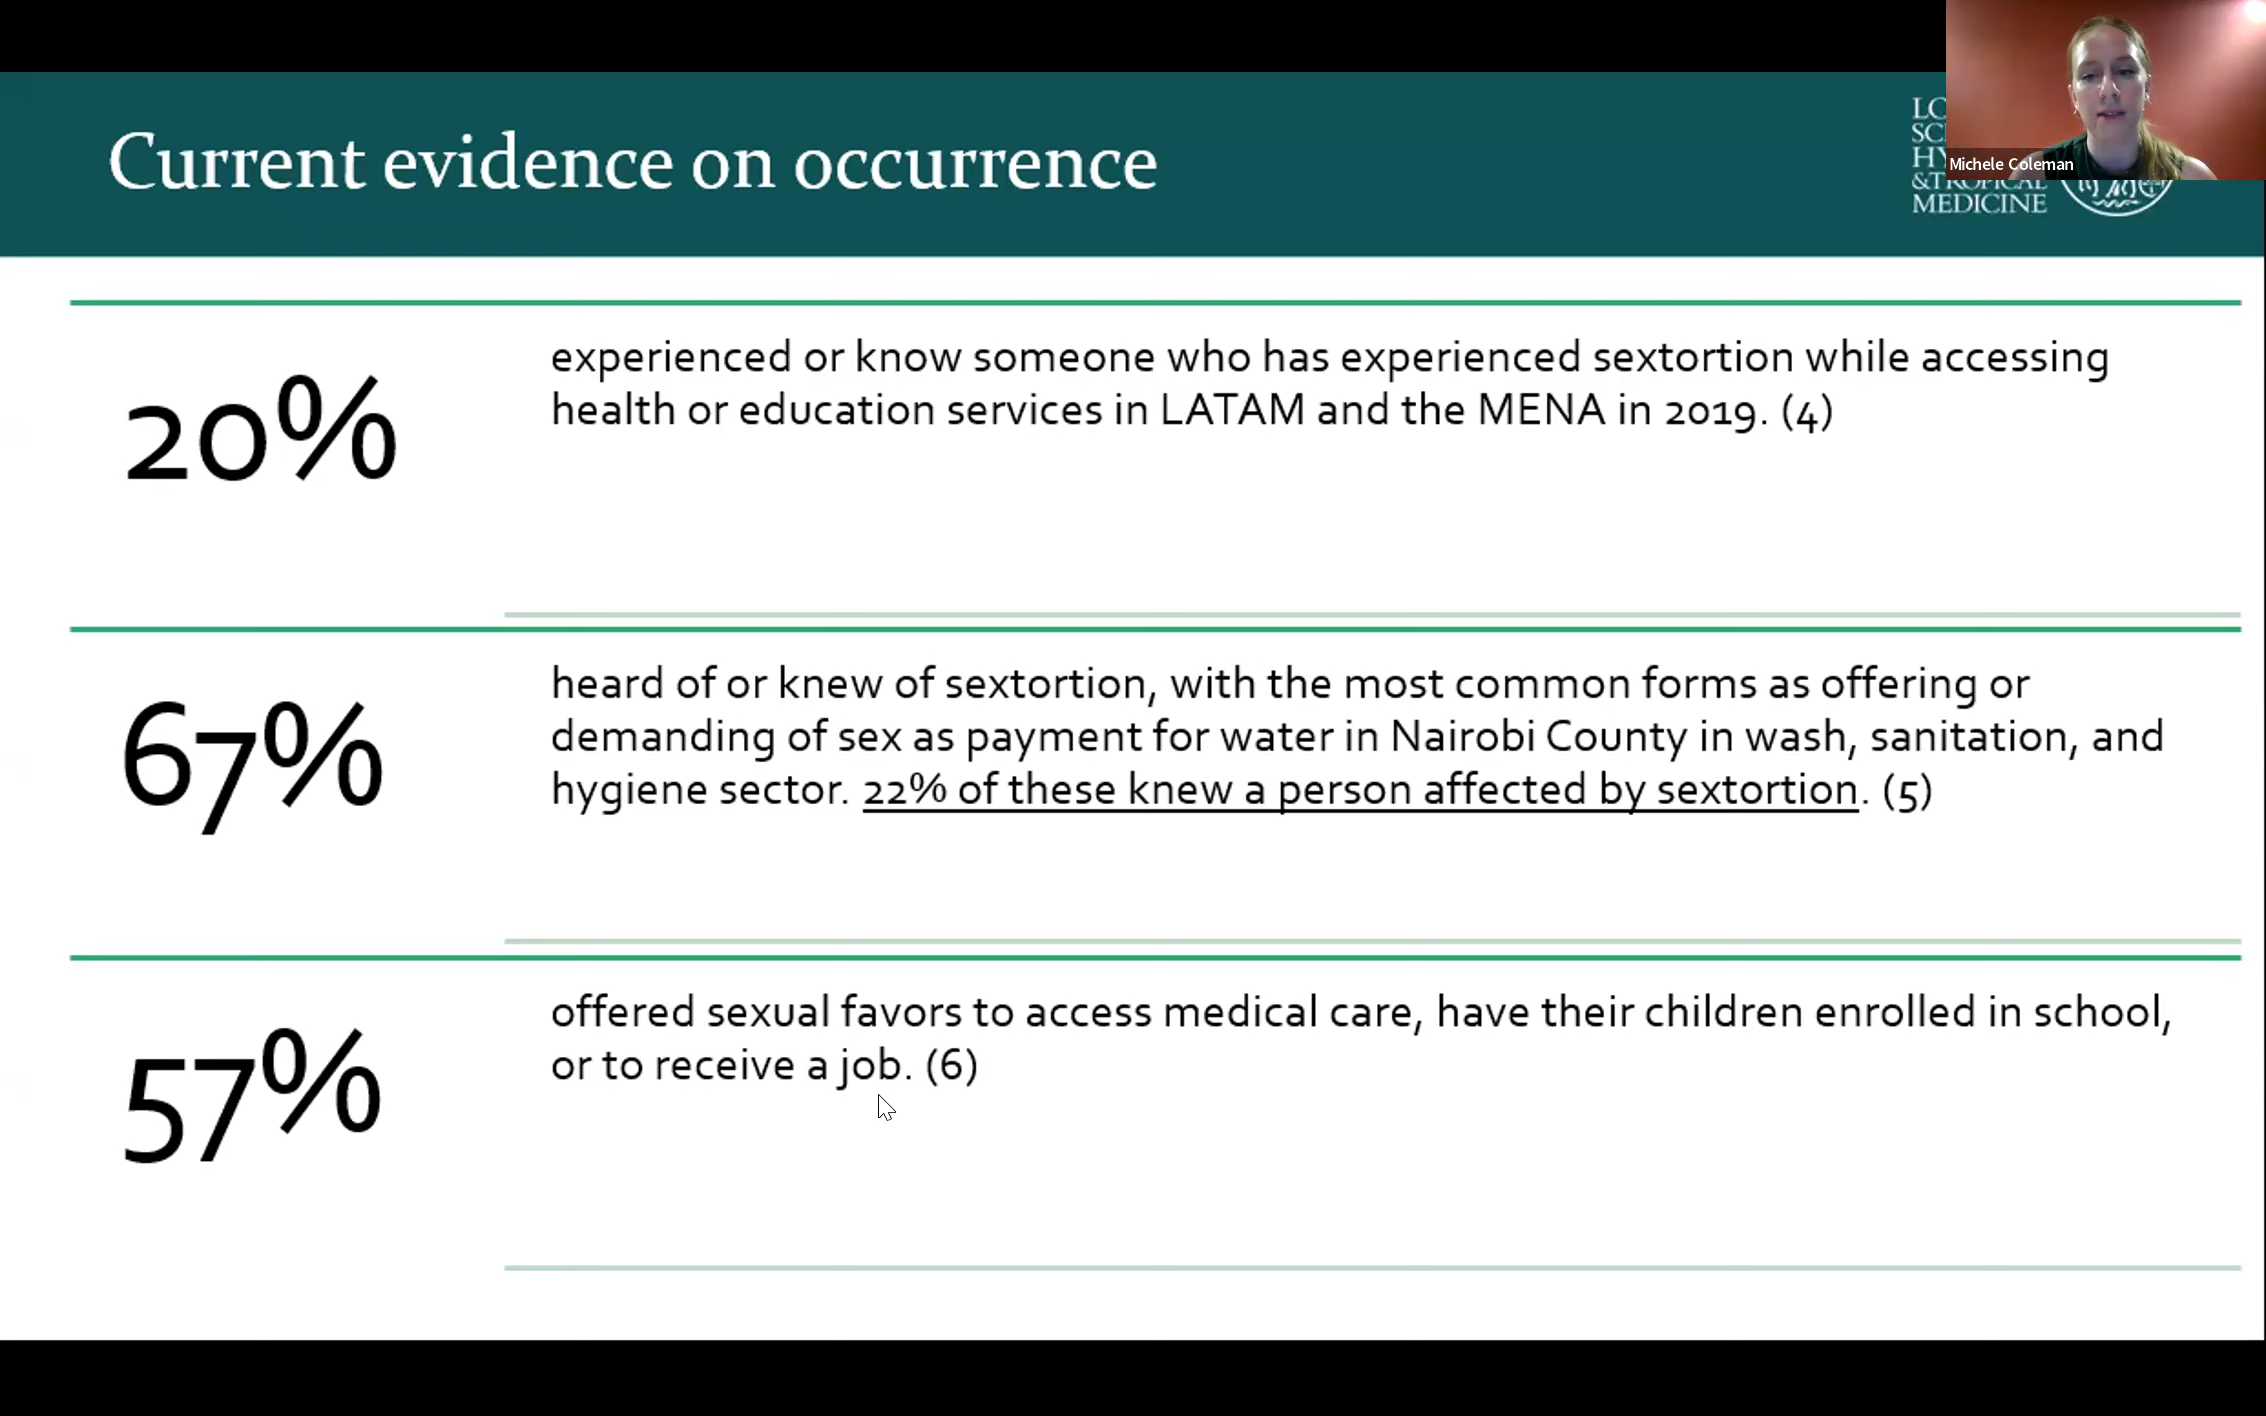 Current evidence on occurrence
&TROPICAL
MEDICINE
Michele Coleman
20%
experienced or know someone who has experienced sextortion while accessing
health or education services in LATAM and the MENA in 2019. (4)
67%
heard of or knew of sextortion, with the most common forms as offering or
demanding of sex as payment for water in Nairobi County in wash, sanitation, and
hygiene sector. 22% of these knew a person affected by sextortion. (5)
57%
offered sexual favors to access medical care, have their children enrolled in school,
or to receive a job. (6)